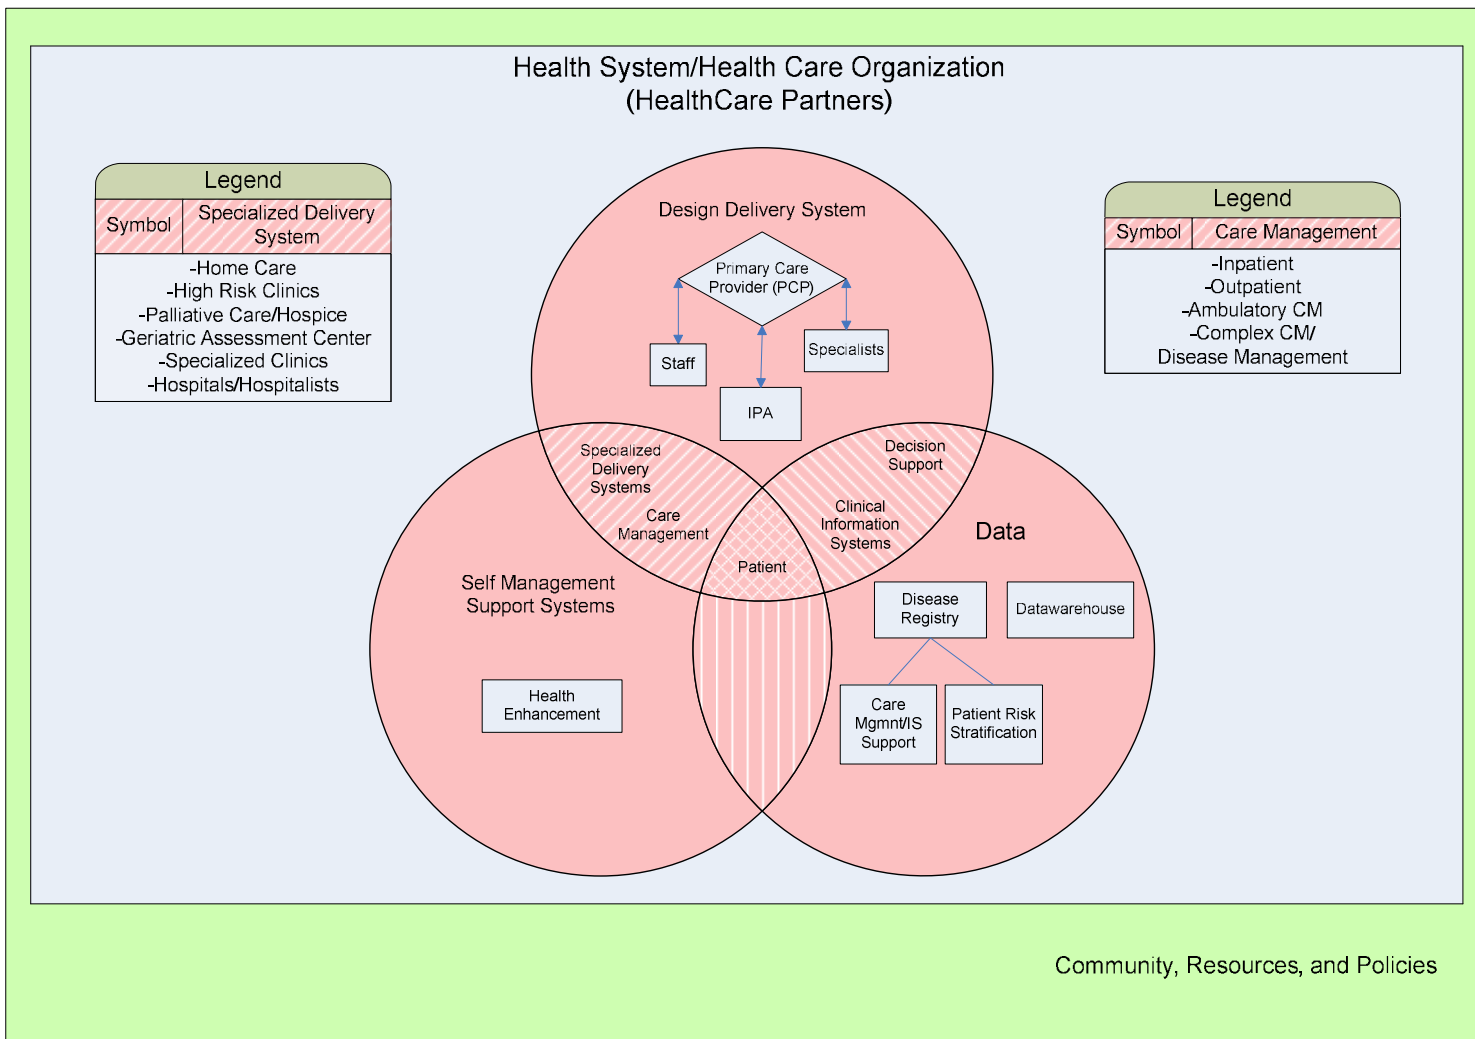 Health System/Health Care Organization
(HealthCare Partners)
Legend
Symbol
Specialized Delivery
System
-Home Care
-High Risk Clinics
-Palliative Care/Hospice
-Geriatric Assessment Center
-Specialized Clinics
-Hospitals/Hospitalists
Legend
Symbol
Care Management
-Inpatient
-Outpatient
-Ambulatory CM
-Complex CM/
Disease Management
Design Delivery System
Primary Care
Provider (PCP)
Staff
IPA
Specialists
Specialized
Delivery
Systems
Care
Management
Decision
Support
Clinical
Information
Systems
Patient
Self Management
Support Systems
Health
Enhancement
Data
Disease
Registry
Datawarehouse
Care
Mgmnt/IS
Support
Patient Risk
Stratification
Community, Resources, and Policies